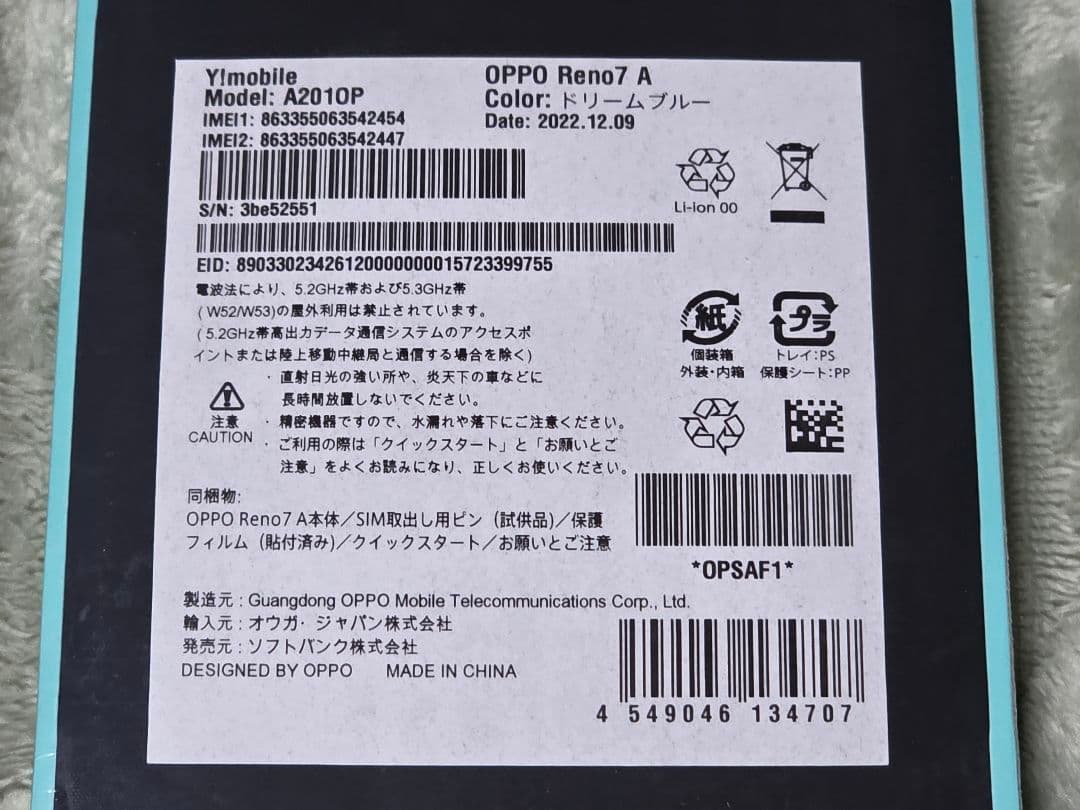 Y!mobile
Model: A201OP
IMEI1: 863355063542454
IMEI2: 863355063542447
OPPO Reno7 A
Color: ドリームブルー
Date: 2022.12.09
Li-ion 00
S/N: 3be52551
EID: 89033023426120000000015723399755
電波法により、5.2GHz帯および5.3GHz帯
(W52/W53)の屋外利用は禁止されています。
(5.2GHz帯高出力データ通信システムのアクセスポ
イントまたは陸上移動中継局と通信する場合を除く)
注意
CAUTION
・直射日光の強い所や、炎天下の車などに
長時間放置しないでください。
・精密機器ですので、水漏れや落下にご注意ください。
・ご利用の際は「クイックスタート」と「お願いとご
注意」をよくお読みになり、正しくお使いください。
紙
個装箱
外装・内箱
プラ
トレイ:PS
保護シート:PP
同梱物:
OPPO Reno7 A本体/SIM取出し用ピン（試供品）/保護
フィルム（貼付済み）/クイックスタート/お願いとご注意
*OPSAF1*
製造元 : Guangdong OPPO Mobile Telecommunications Corp., Ltd.
輸入元 : オウガ・ジャパン株式会社
発売元 : ソフトバンク株式会社
DESIGNED BY OPPO MADE IN CHINA
4 549046 134707